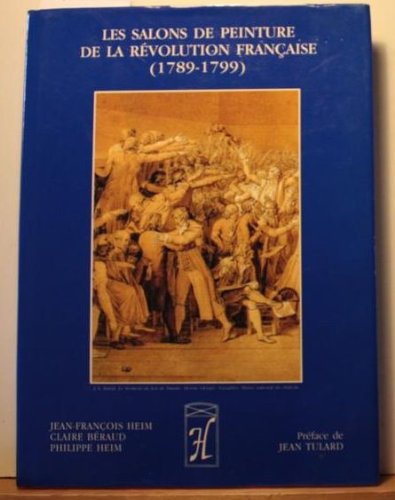 LES SALONS DE PEINTURE
DE LA RÉVOLUTION FRANÇAISE
(1789-1799)
JEAN-FRANÇOIS HEIM
CLAIRE BÉRAUD
PHILIPPE HEIM
H
Préface de
JEAN TULARD